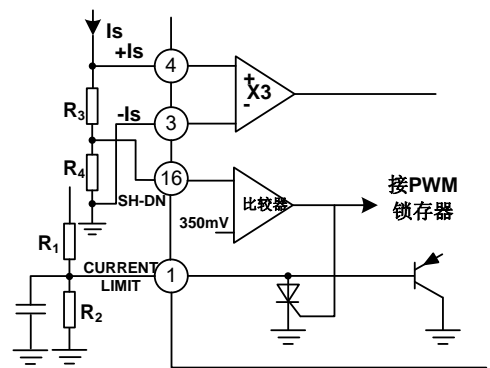 Is
+Is
4
+
X3
-
R3
-Is
3
R4
16
SH-DN
比较器
接PWM
锁存器
350mV
R1
CURRENT
LIMIT
1
R2